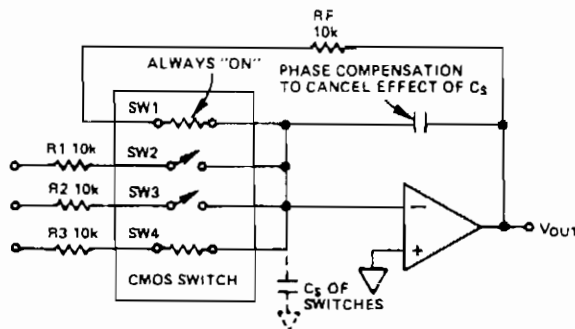 RF
10k
ALWAYS "ON"
PHASE COMPENSATION
TO CANCEL EFFECT OF Cs
SW1
R1 10k
SW2
R2 10k
SW3
R3 10k
SW4
CMOS SWITCH
Cs OF
SWITCHES
−
+
VOUT